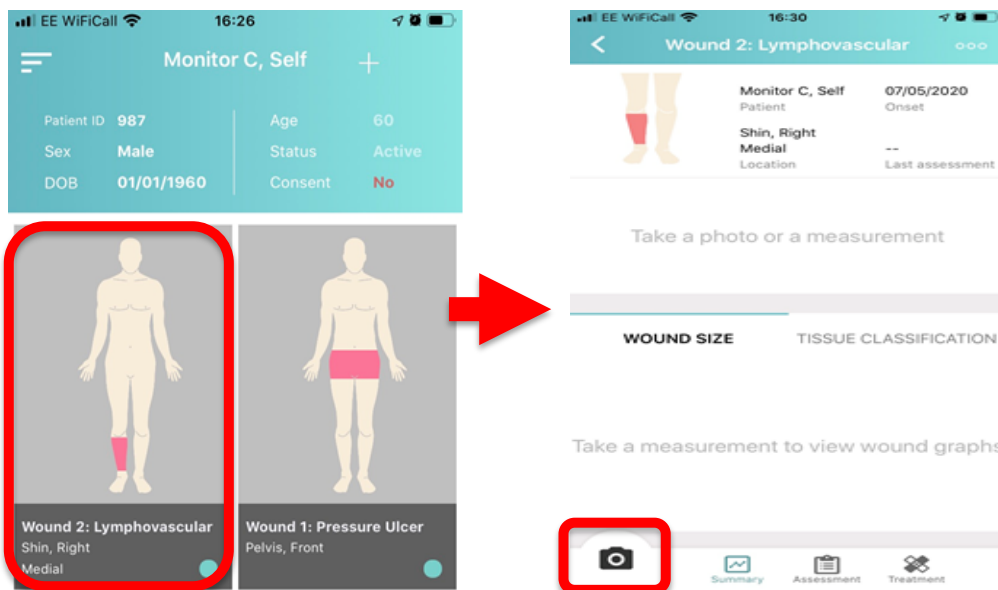 EE WiFiCall 16:26
Monitor C, Self +
Patient ID 987 Age 60
Sex Male Status Active
DOB 01/01/1960 Consent No
Wound 2: Lymphovascular
Shin, Right
Medial
Wound 1: Pressure Ulcer
Pelvis, Front
EE WiFiCall 16:30
Wound 2: Lymphovascular
Monitor C, Self 07/05/2020
Patient Onset
Shin, Right
Medial --
Location Last assessment
Take a photo or a measurement
WOUND SIZE TISSUE CLASSIFICATION
Take a measurement to view wound graphs
Summary Assessment Treatment